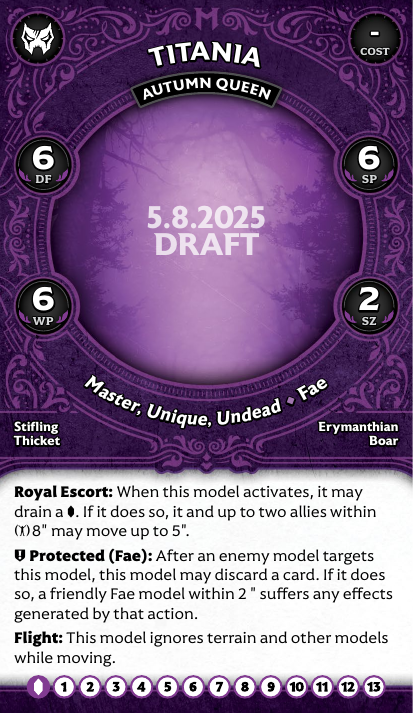 M
-
COST
TITANIA
AUTUMN QUEEN
6
DF
6
SP
5.8.2025
DRAFT
6
WP
2
SZ
Master, Unique, Undead ⬥ Fae
Stifling
Thicket
Erymanthian
Boar
Royal Escort: When this model activates, it may
drain a ⬮. If it does so, it and up to two allies within
8" may move up to 5".
Protected (Fae): After an enemy model targets
this model, this model may discard a card. If it does
so, a friendly Fae model within 2 " suffers any effects
generated by that action.
Flight: This model ignores terrain and other models
while moving.
1 2 3 4 5 6 7 8 9 10 11 12 13